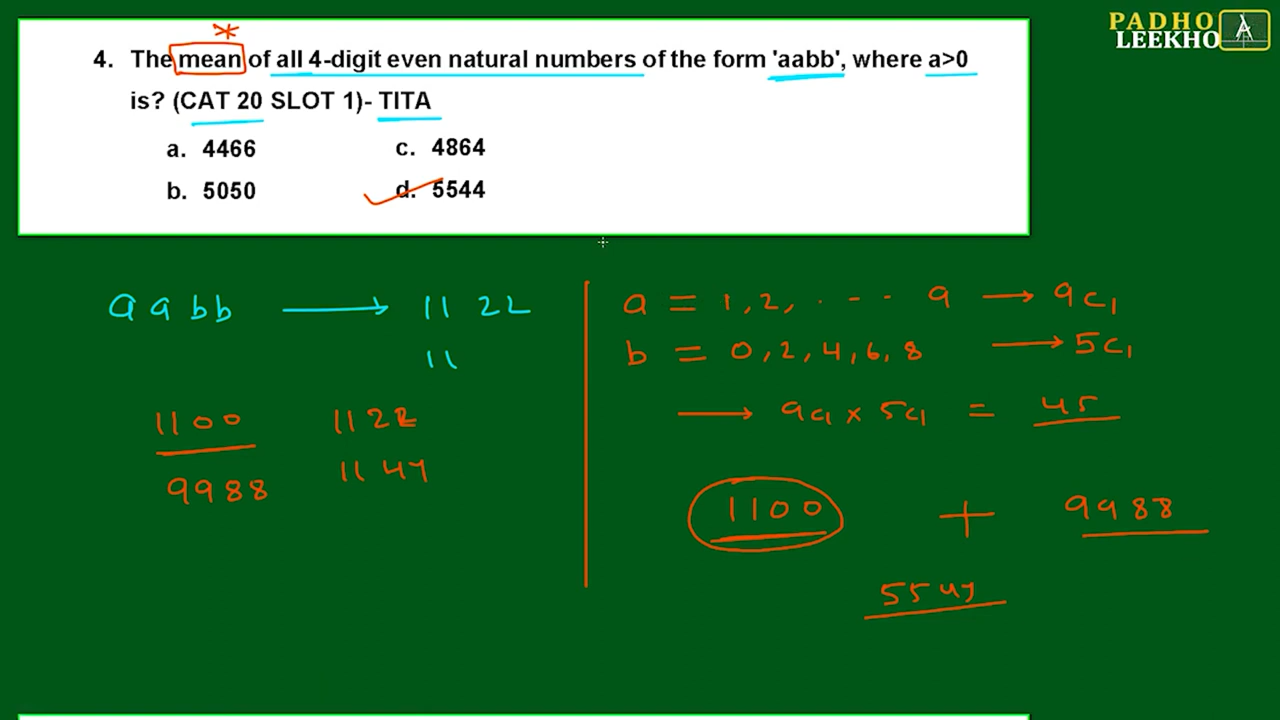 PADHO
LEEKHO
*
4. The mean of all 4-digit even natural numbers of the form 'aabb', where a>0
is? (CAT 20 SLOT 1)- TITA
a. 4466 c. 4864
b. 5050 d. 5544
a a b b → 11 22
11
1100 1122
9988 1144
a = 1, 2, . - - 9 → 9C1
b = 0, 2, 4, 6, 8 → 5C1
→ 9C1 x 5C1 = 45
1100 + 9988
5544